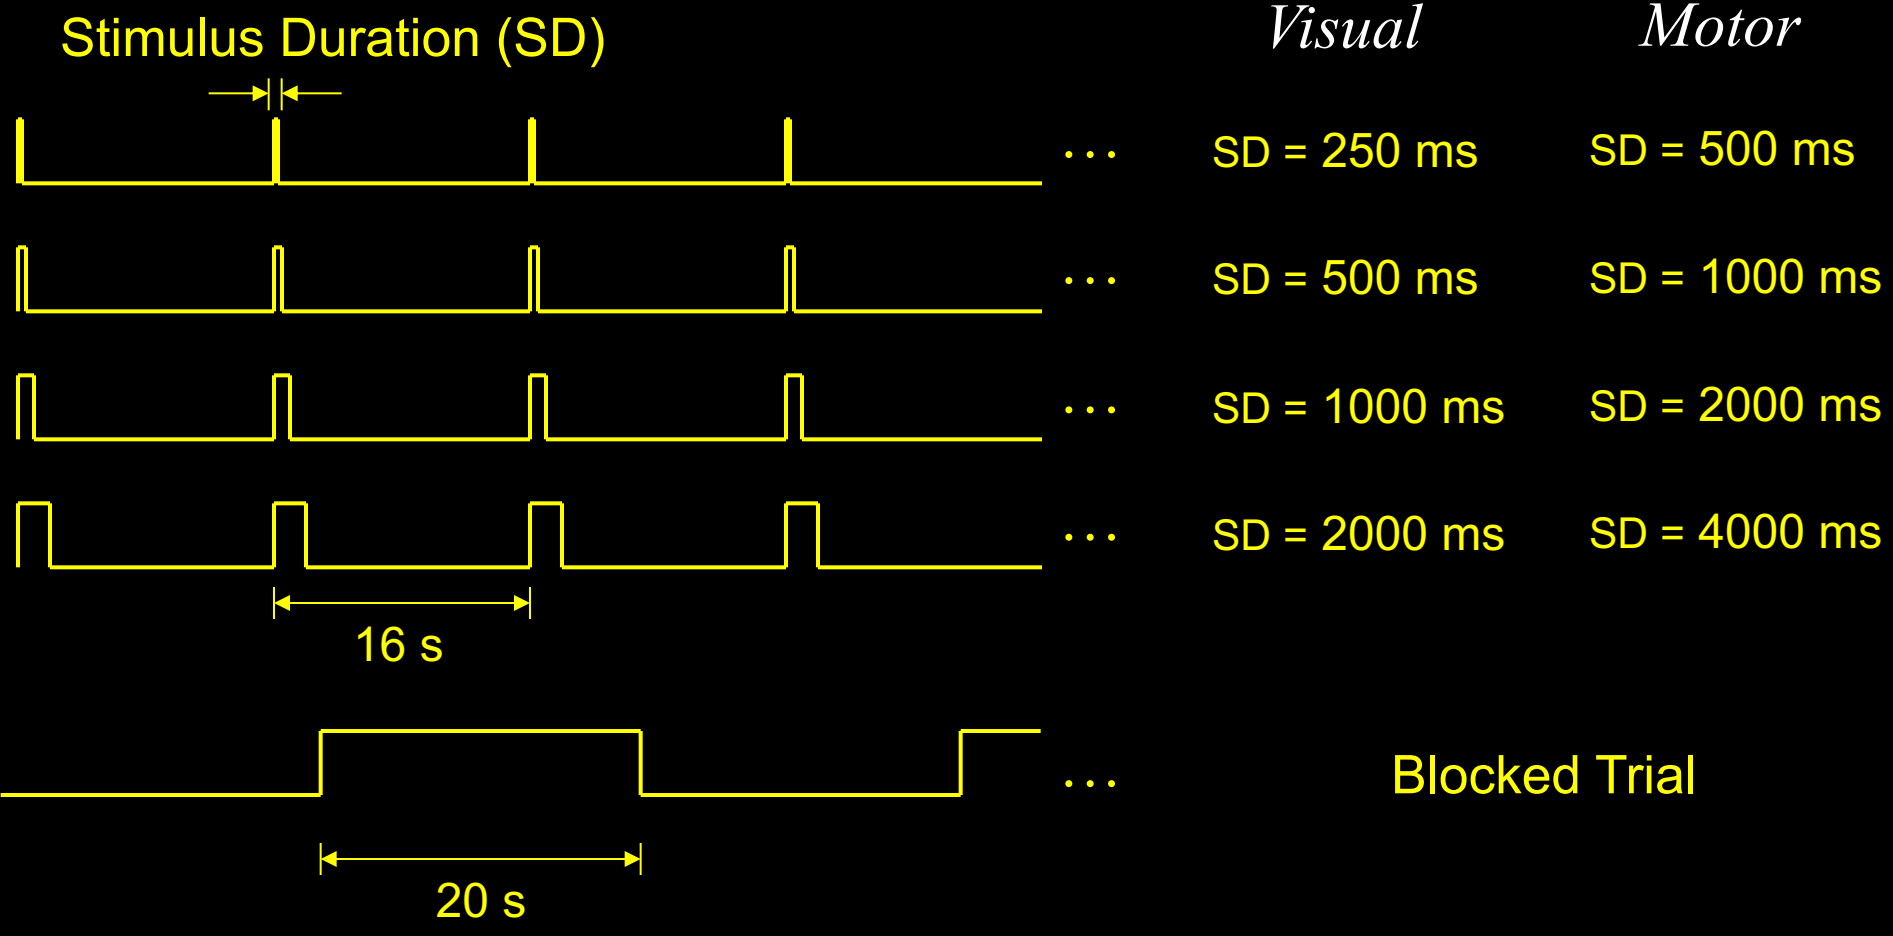 Stimulus Duration (SD)
Visual Motor
... SD = 250 ms SD = 500 ms
... SD = 500 ms SD = 1000 ms
... SD = 1000 ms SD = 2000 ms
... SD = 2000 ms SD = 4000 ms
16 s
... Blocked Trial
20 s